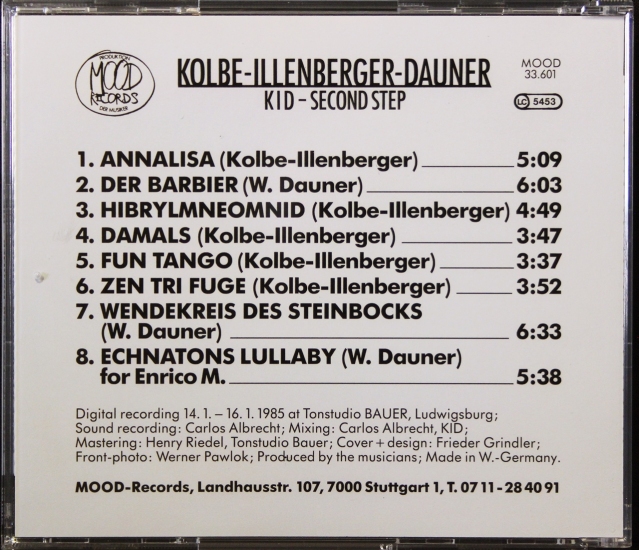 PRODUKTION
MOOD
RECORDS
DER MUSIKER
KOLBE-ILLENBERGER-DAUNER
KID – SECOND STEP
MOOD
33.601
LC 5453
1. ANNALISA (Kolbe-Illenberger) 5:09
2. DER BARBIER (W. Dauner) 6:03
3. HIBRYLMNEOMNID (Kolbe-Illenberger) 4:49
4. DAMALS (Kolbe-Illenberger) 3:47
5. FUN TANGO (Kolbe-Illenberger) 3:37
6. ZEN TRI FUGE (Kolbe-Illenberger) 3:52
7. WENDEKREIS DES STEINBOCKS
(W. Dauner) 6:33
8. ECHNATONS LULLABY (W. Dauner)
for Enrico M. 5:38
Digital recording 14.1. – 16.1. 1985 at Tonstudio BAUER, Ludwigsburg;
Sound recording: Carlos Albrecht; Mixing: Carlos Albrecht, KID;
Mastering: Henry Riedel, Tonstudio Bauer; Cover + design: Frieder Grindler;
Front-photo: Werner Pawlok; Produced by the musicians; Made in W.-Germany.
MOOD-Records, Landhausstr. 107, 7000 Stuttgart 1, T. 07 11 - 28 40 91